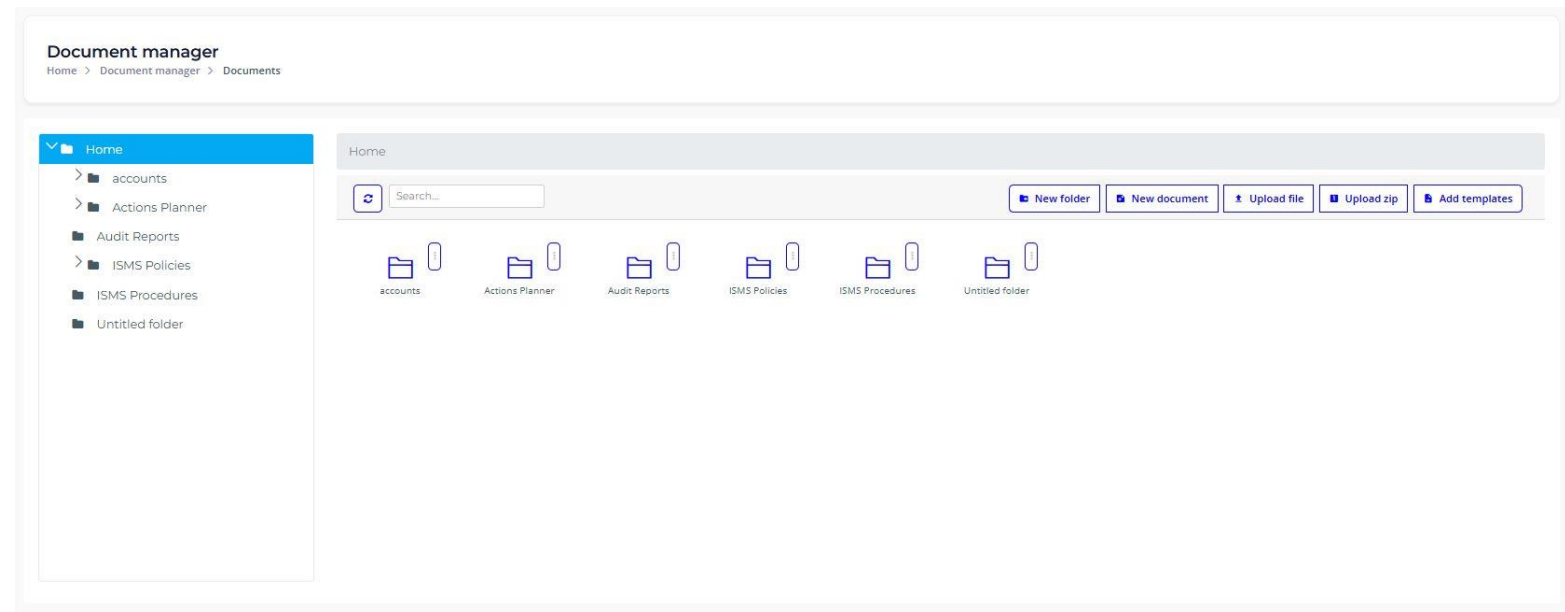 Document manager
Home > Document manager > Documents
Home
accounts
Actions Planner
Audit Reports
ISMS Policies
ISMS Procedures
Untitled folder
Home
Search...
New folder New document Upload file Upload zip Add templates
accounts Actions Planner Audit Reports ISMS Policies ISMS Procedures Untitled folder